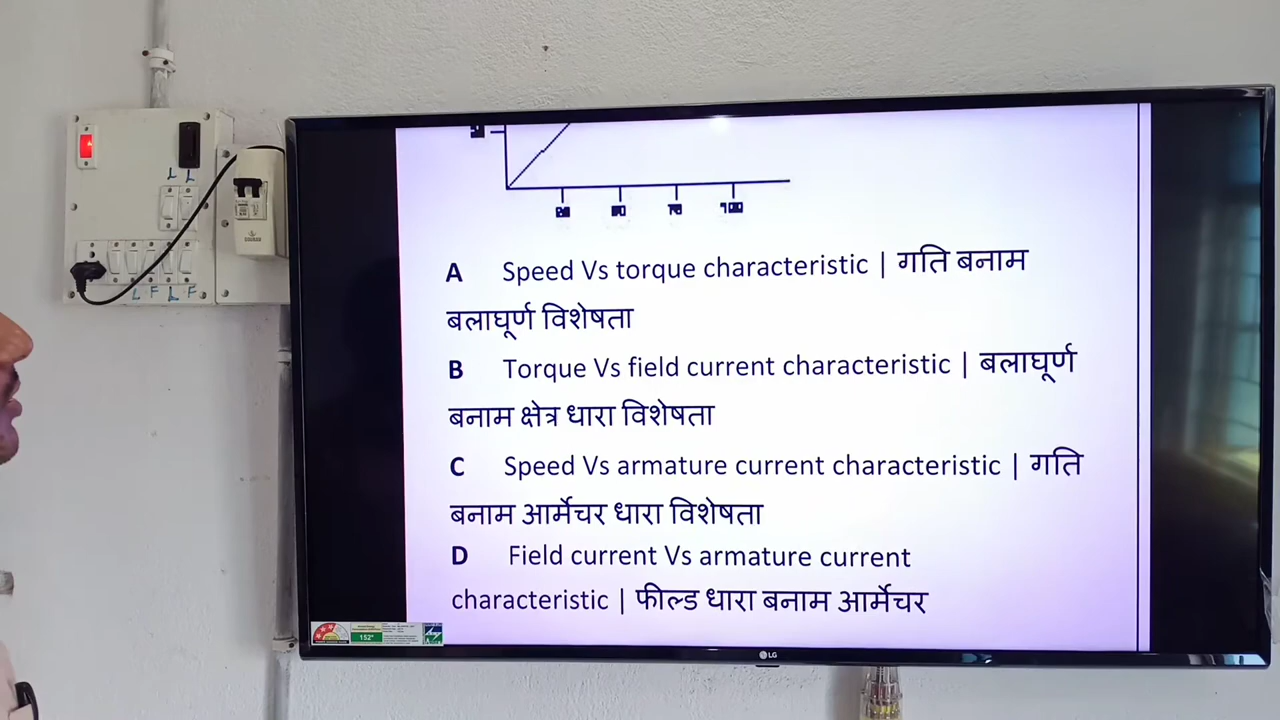 A Speed Vs torque characteristic | गति बनाम
बलाघूर्ण विशेषता
B Torque Vs field current characteristic | बलाघूर्ण
बनाम क्षेत्र धारा विशेषता
C Speed Vs armature current characteristic | गति
बनाम आर्मेचर धारा विशेषता
D Field current Vs armature current
characteristic | फील्ड धारा बनाम आर्मेचर
LG
L L
L F L F